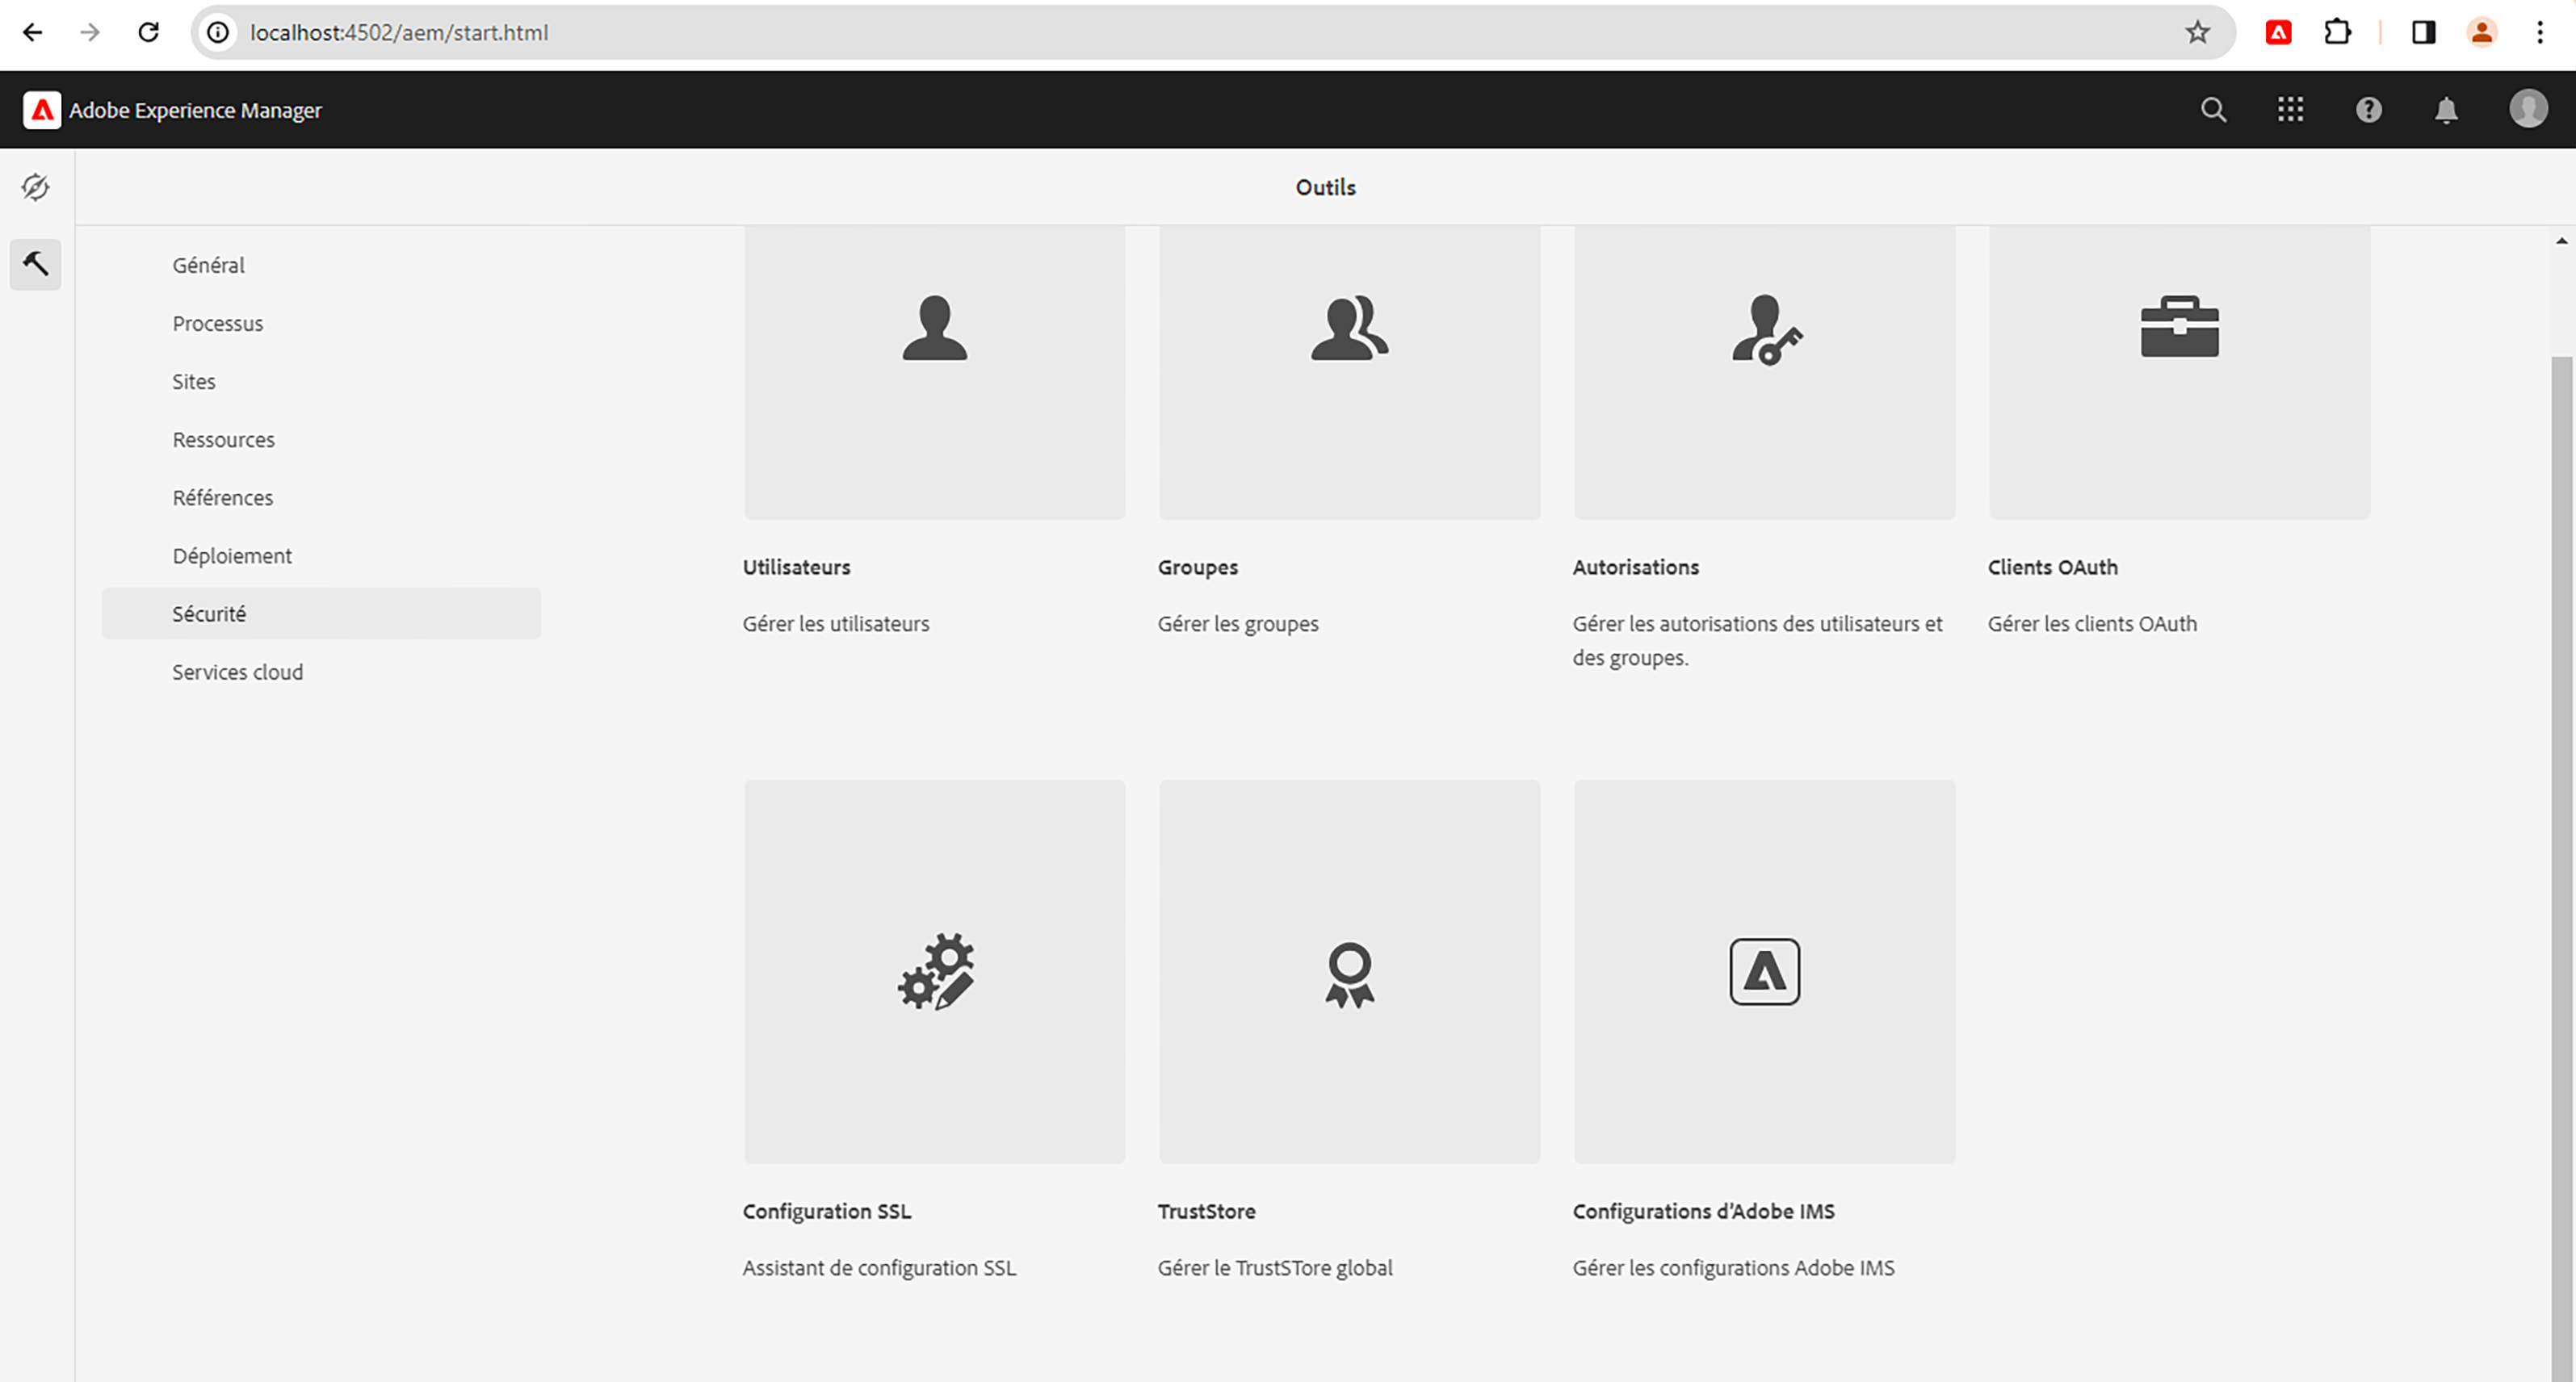 localhost:4502/aem/start.html
Adobe Experience Manager
Outils
Général
Processus
Sites
Ressources
Références
Déploiement
Sécurité
Services cloud
Utilisateurs
Gérer les utilisateurs
Groupes
Gérer les groupes
Autorisations
Gérer les autorisations des utilisateurs et
des groupes.
Clients OAuth
Gérer les clients OAuth
Configuration SSL
Assistant de configuration SSL
TrustStore
Gérer le TrustSTore global
Configurations d’Adobe IMS
Gérer les configurations Adobe IMS